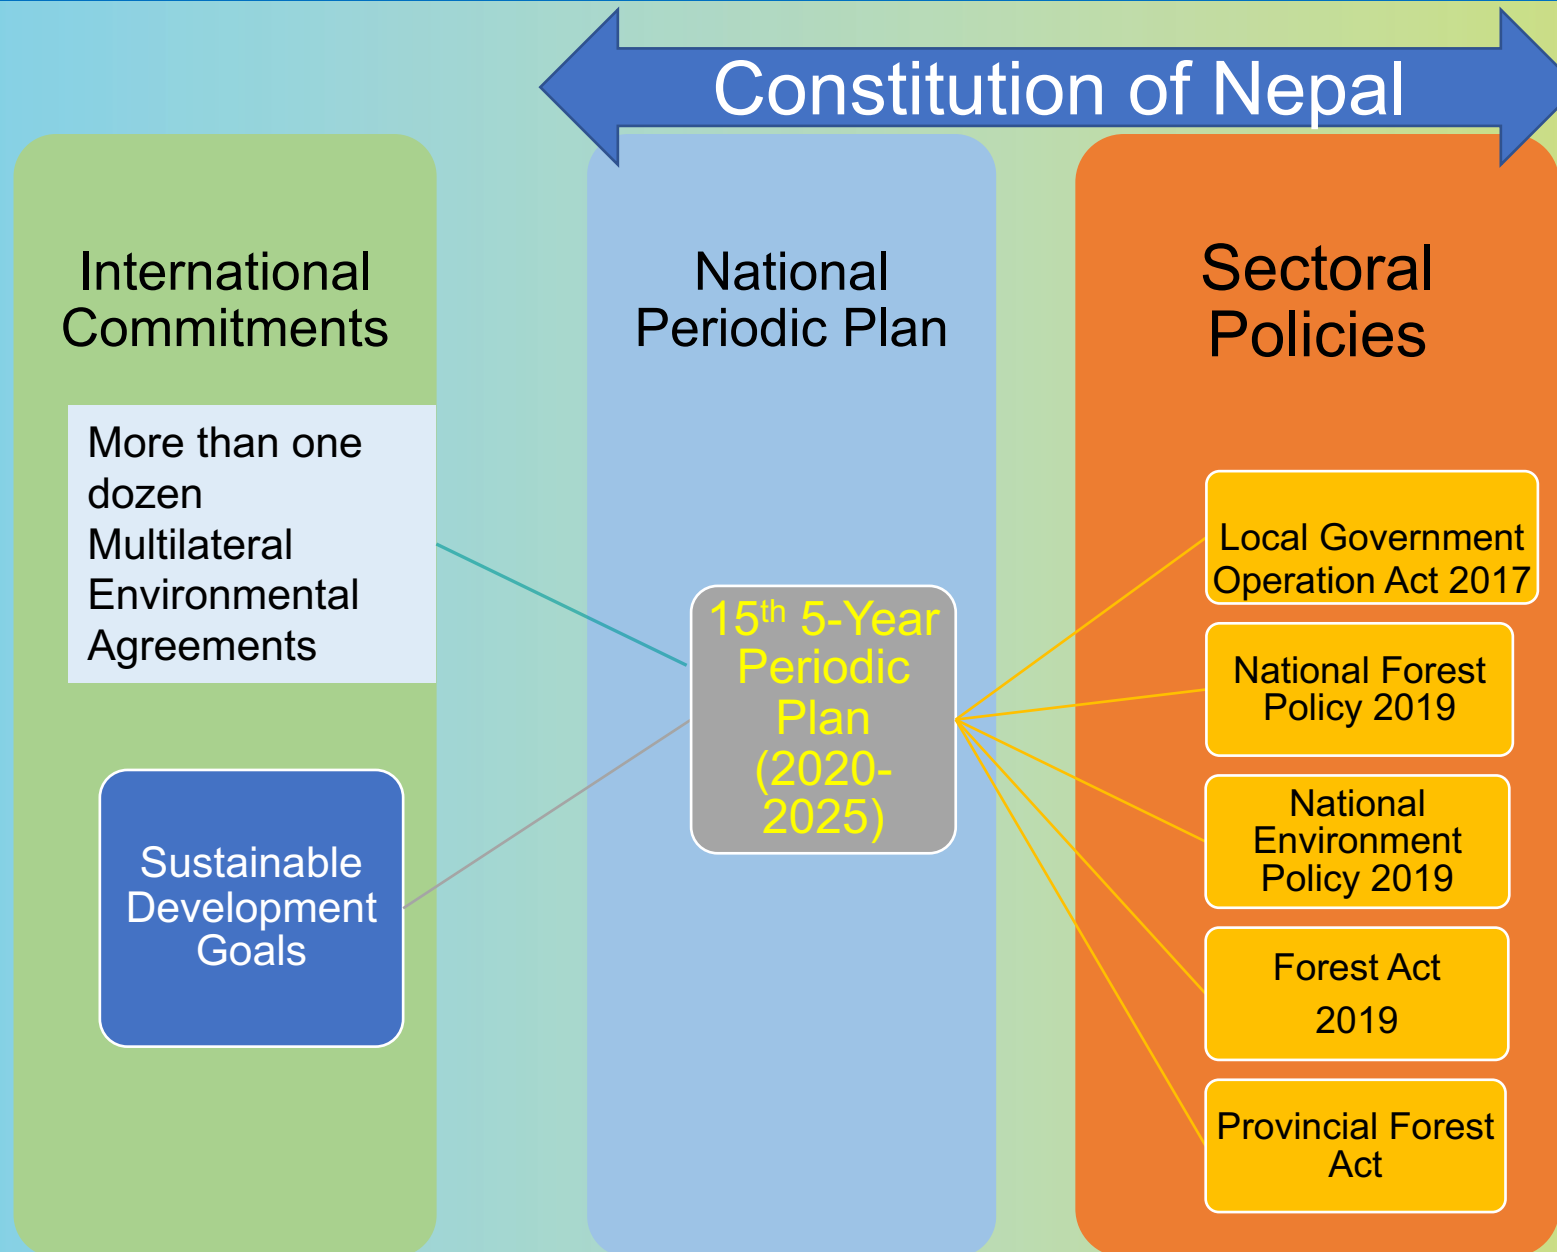 Constitution of Nepal
International
Commitments
More than one
dozen
Multilateral
Environmental
Agreements
Sustainable
Development
Goals
National
Periodic Plan
15th 5-Year
Periodic
Plan
(2020-
2025)
Sectoral
Policies
Local Government
Operation Act 2017
National Forest
Policy 2019
National
Environment
Policy 2019
Forest Act
2019
Provincial Forest
Act